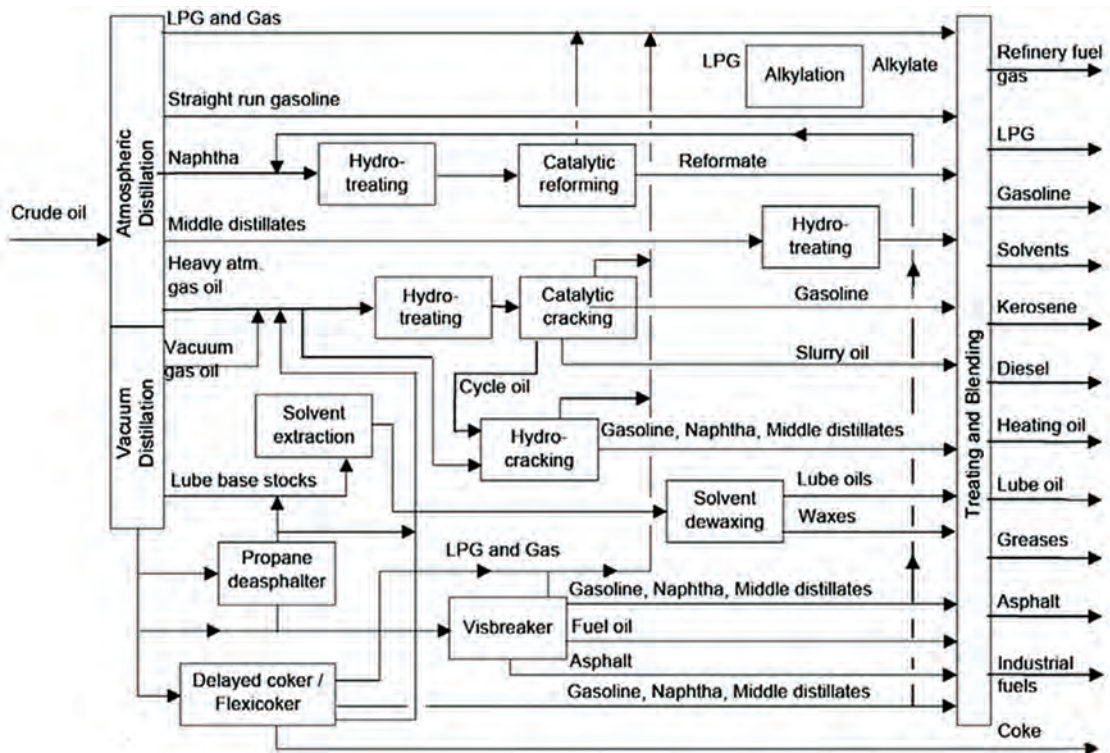 LPG and Gas
LPG
Alkylation
Alkylate
Refinery fuel
gas
Straight run gasoline
LPG
Naphtha
Hydro-
treating
Catalytic
reforming
Reformate
Gasoline
Atmospheric
Distillation
Crude oil
Middle distillates
Hydro-
treating
Solvents
Heavy atm.
gas oil
Hydro-
treating
Catalytic
cracking
Gasoline
Kerosene
Vacuum
gas oil
Slurry oil
Diesel
Cycle oil
Vacuum
Distillation
Solvent
extraction
Hydro-
cracking
Gasoline, Naphtha, Middle distillates
Heating oil
Treating and Blending
Lube base stocks
Solvent
dewaxing
Lube oils
Waxes
Lube oil
Propane
deasphalter
LPG and Gas
Greases
Gasoline, Naphtha, Middle distillates
Visbreaker
Fuel oil
Asphalt
Asphalt
Delayed coker /
Flexicoker
Gasoline, Naphtha, Middle distillates
Industrial
fuels
Coke